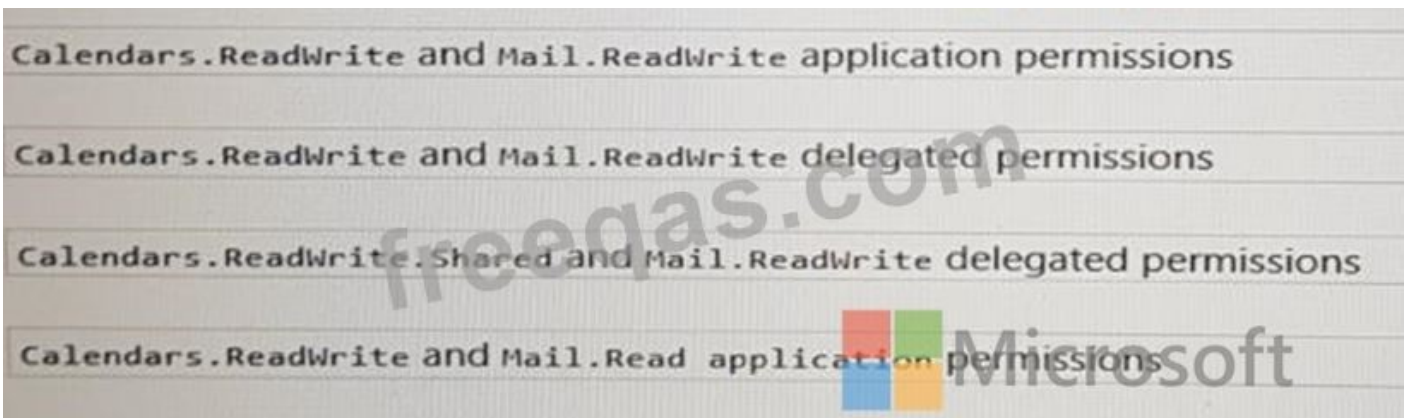 Calendars.ReadWrite and Mail.ReadWrite application permissions
Calendars.ReadWrite and Mail.ReadWrite delegated permissions
freeqas.com
Calendars.ReadWrite.Shared and Mail.ReadWrite delegated permissions
Calendars.ReadWrite and Mail.Read application permissions
Microsoft